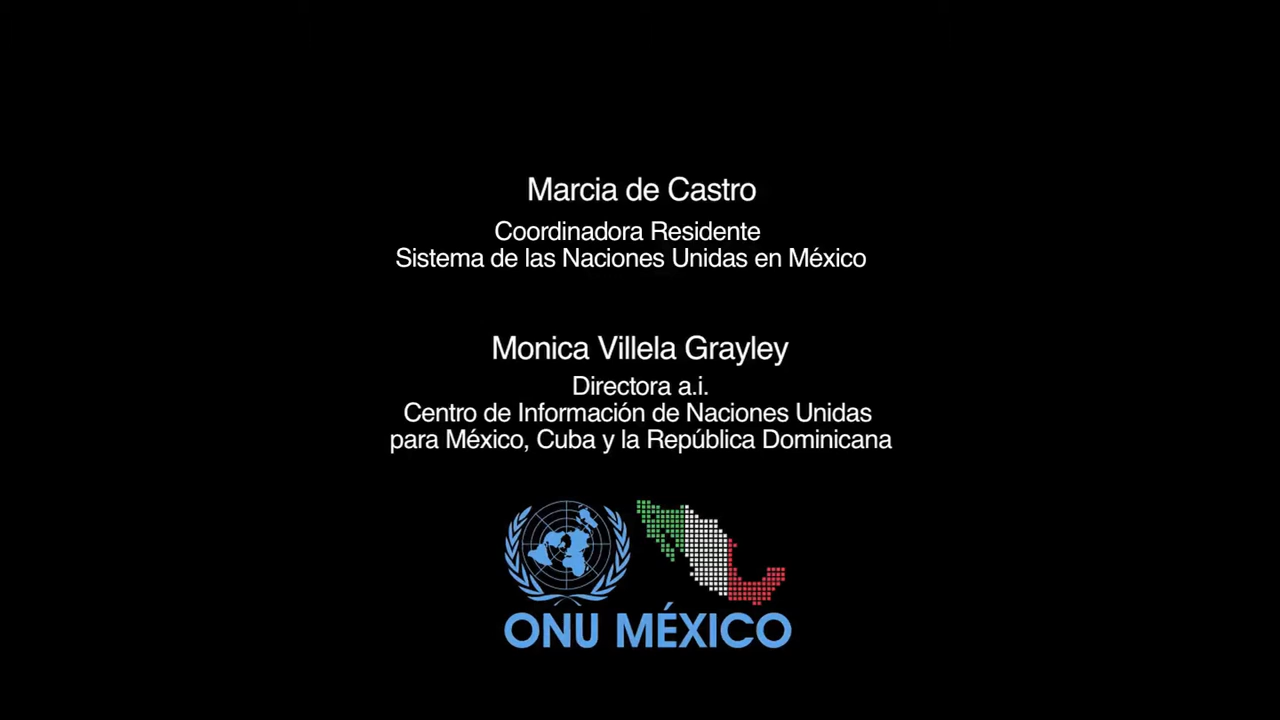 Marcia de Castro
Coordinadora Residente
Sistema de las Naciones Unidas en México
Monica Villela Grayley
Directora a.i.
Centro de Información de Naciones Unidas
para México, Cuba y la República Dominicana
ONU MÉXICO